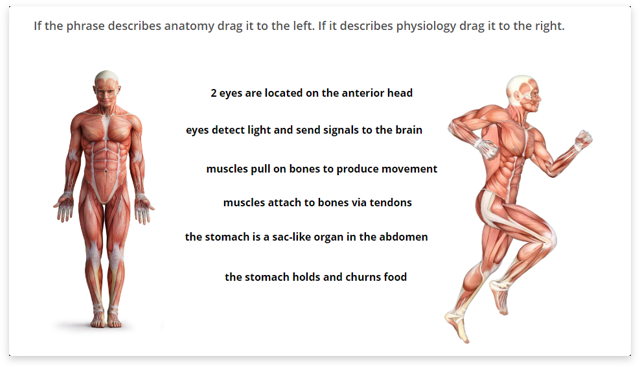 If the phrase describes anatomy drag it to the left. If it describes physiology drag it to the right.
2 eyes are located on the anterior head
eyes detect light and send signals to the brain
muscles pull on bones to produce movement
muscles attach to bones via tendons
the stomach is a sac-like organ in the abdomen
the stomach holds and churns food